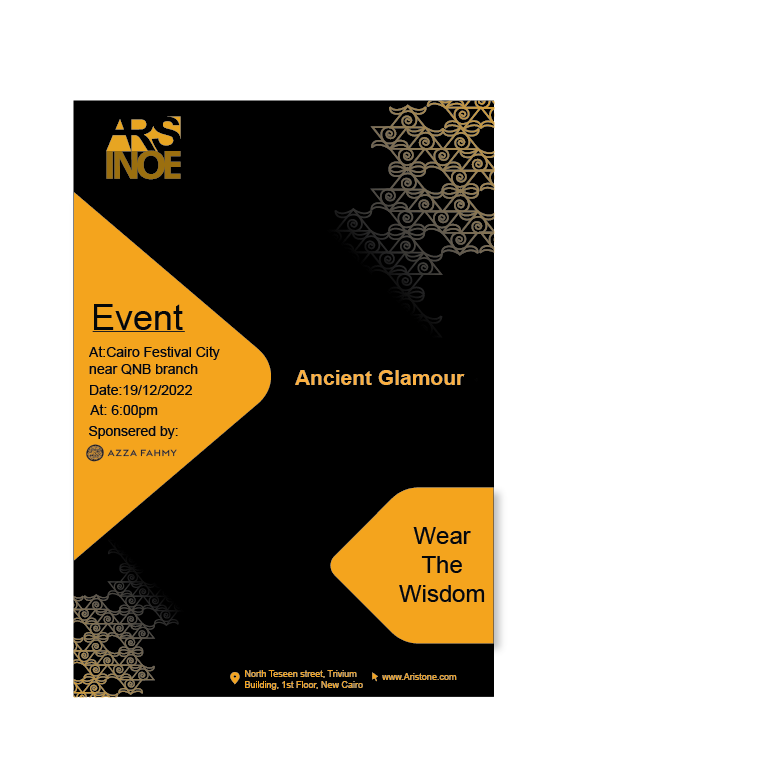 ARS
INOE
Event
At:Cairo Festival City
near QNB branch
Date:19/12/2022
At: 6:00pm
Sponsered by:
AZZA FAHMY
Ancient Glamour
Wear
The
Wisdom
North Teseen street, Trivium
Building, 1st Floor, New Cairo
www.Aristone.com